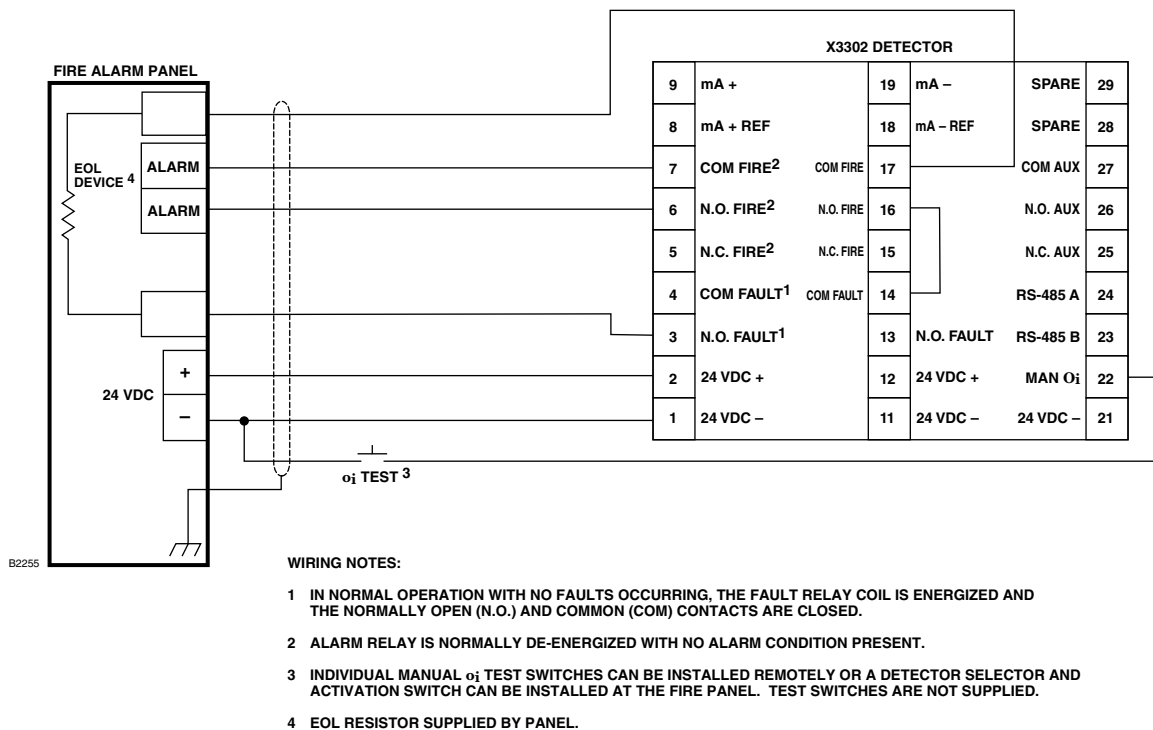 X3302 DETECTOR
FIRE ALARM PANEL
EOL
DEVICE 4
ALARM
ALARM
24 VDC
+
–
oi TEST 3
9 mA + 19 mA – SPARE 29
8 mA + REF 18 mA – REF SPARE 28
7 COM FIRE2 COM FIRE 17 COM AUX 27
6 N.O. FIRE2 N.O. FIRE 16 N.O. AUX 26
5 N.C. FIRE2 N.C. FIRE 15 N.C. AUX 25
4 COM FAULT1 COM FAULT 14 RS-485 A 24
3 N.O. FAULT1 13 N.O. FAULT RS-485 B 23
2 24 VDC + 12 24 VDC + MAN Oi 22
1 24 VDC – 11 24 VDC – 24 VDC – 21
B2255
WIRING NOTES:
1 IN NORMAL OPERATION WITH NO FAULTS OCCURRING, THE FAULT RELAY COIL IS ENERGIZED AND
THE NORMALLY OPEN (N.O.) AND COMMON (COM) CONTACTS ARE CLOSED.
2 ALARM RELAY IS NORMALLY DE-ENERGIZED WITH NO ALARM CONDITION PRESENT.
3 INDIVIDUAL MANUAL oi TEST SWITCHES CAN BE INSTALLED REMOTELY OR A DETECTOR SELECTOR AND
ACTIVATION SWITCH CAN BE INSTALLED AT THE FIRE PANEL. TEST SWITCHES ARE NOT SUPPLIED.
4 EOL RESISTOR SUPPLIED BY PANEL.